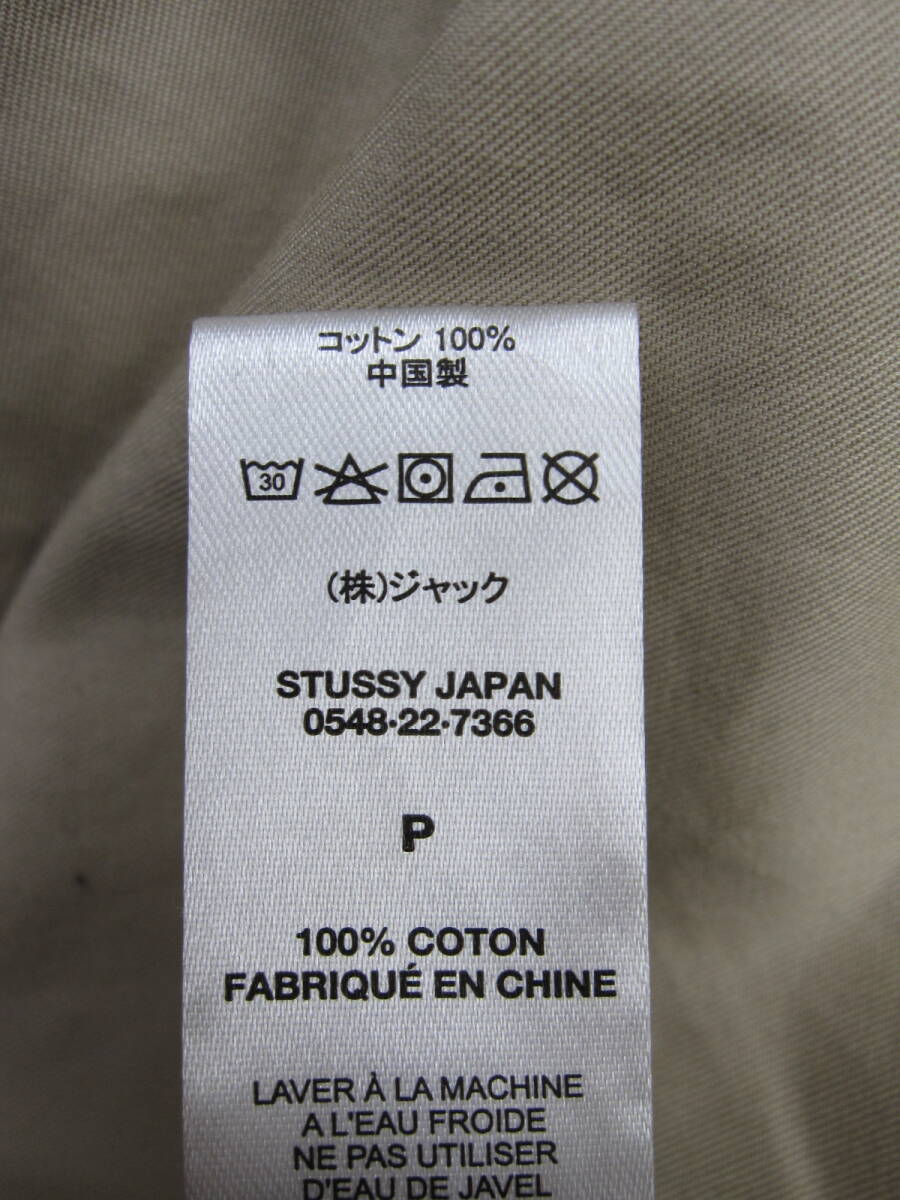 コットン 100%
中国製
30
(株)ジャック
STUSSY JAPAN
0548·22·7366
P
100% COTON
FABRIQUÉ EN CHINE
LAVER À LA MACHINE
A L'EAU FROIDE
NE PAS UTILISER
D'EAU DE JAVEL